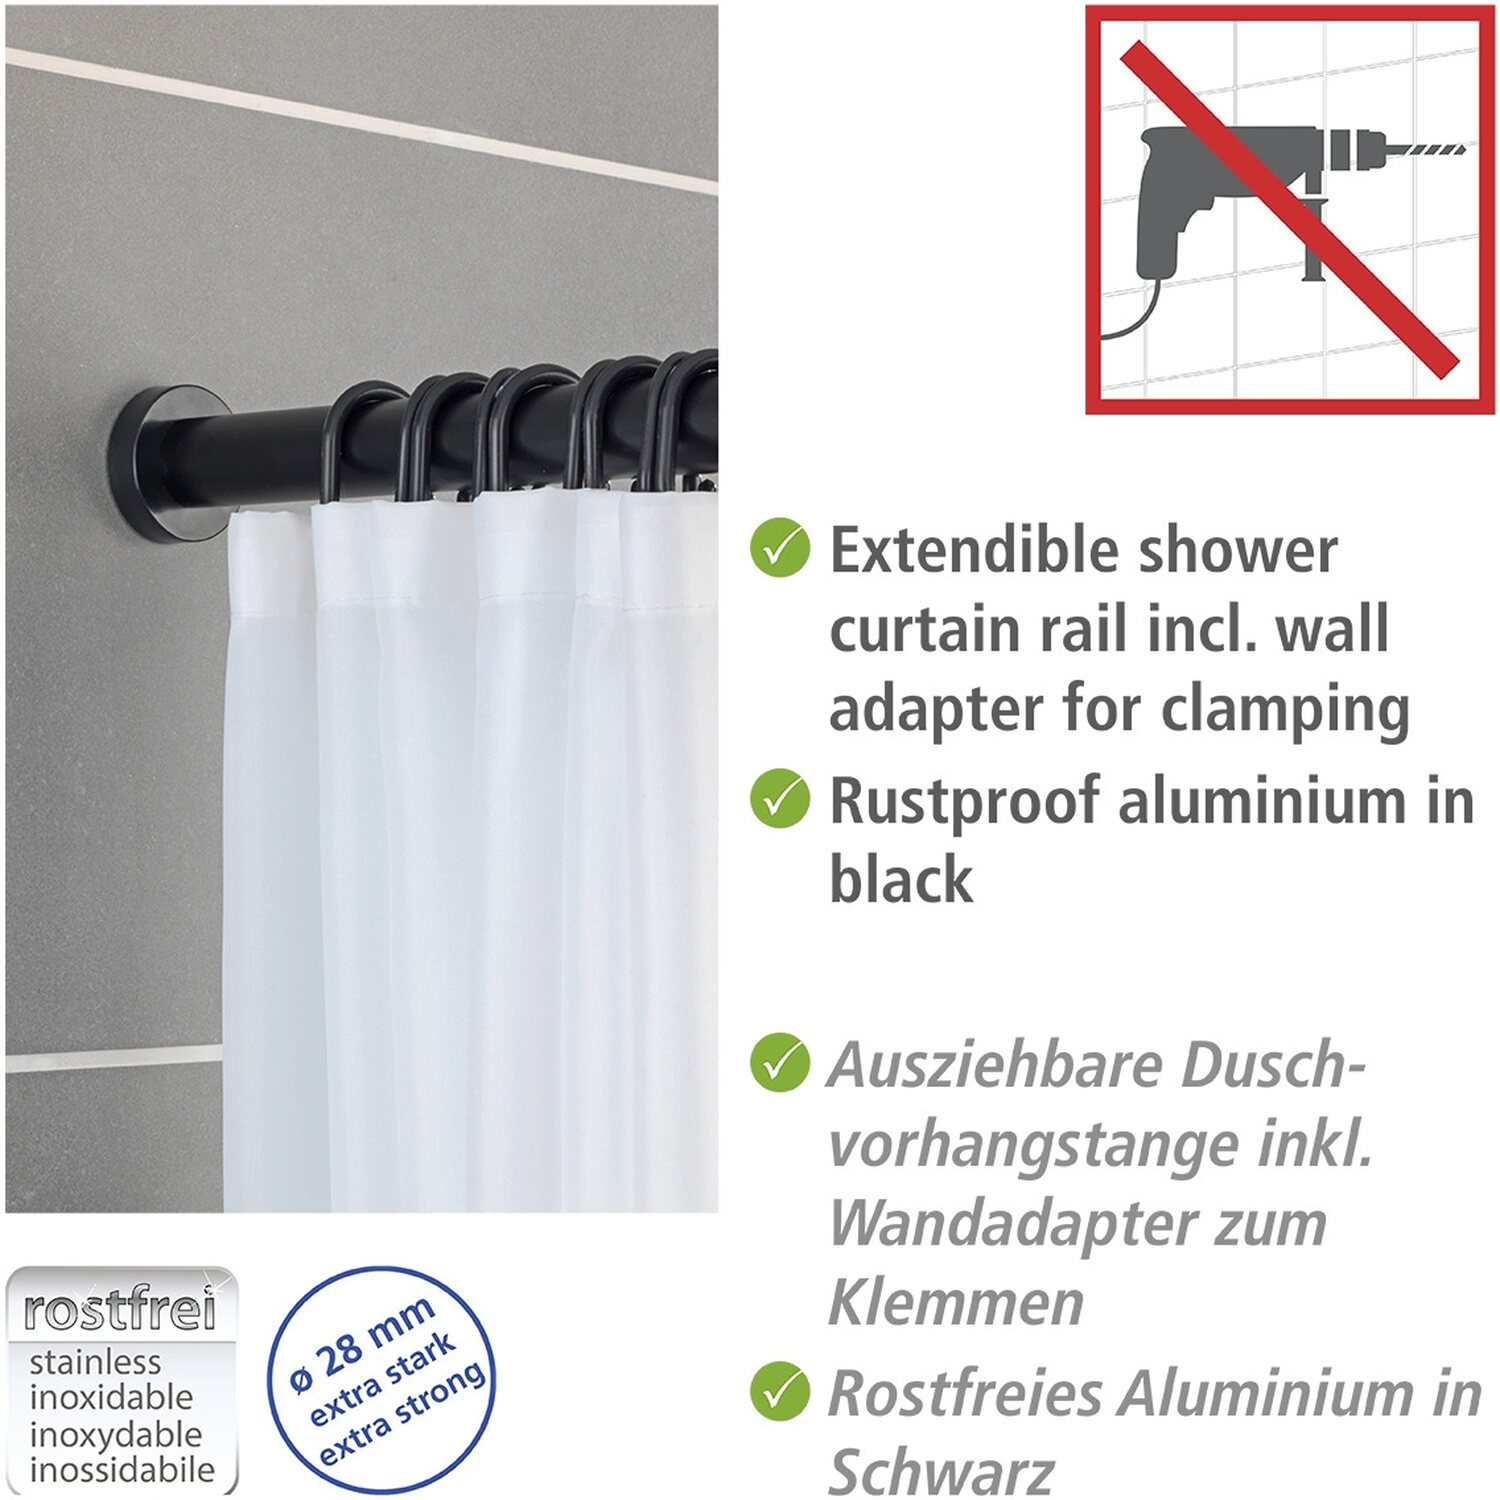 Extendible shower
curtain rail incl. wall
adapter for clamping
Rustproof aluminium in
black
Ausziehbare Dusch-
vorhangstange inkl.
Wandadapter zum
Klemmen
Rostfreies Aluminium in
Schwarz
rostfrei
stainless
inoxidable
inoxydable
inossidabile
ø 28 mm
extra stark
extra strong